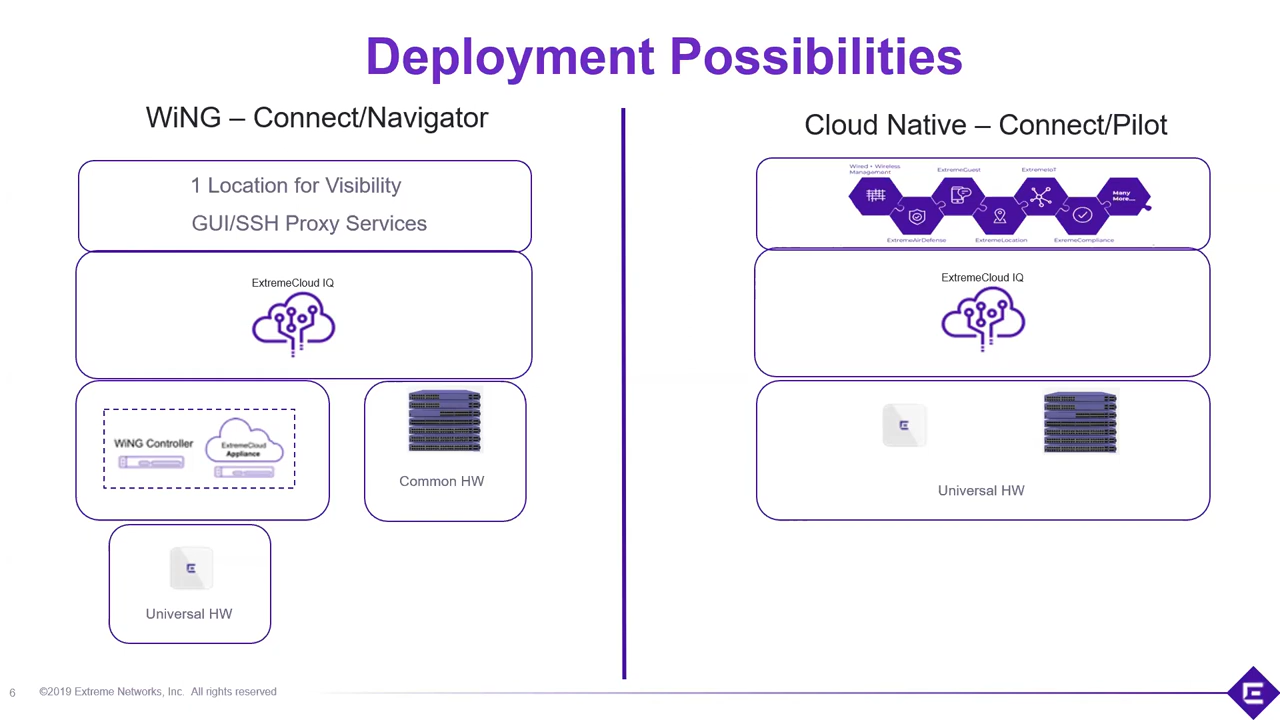 Deployment Possibilities
WiNG – Connect/Navigator
1 Location for Visibility
GUI/SSH Proxy Services
ExtremeCloud IQ
WiNG Controller
ExtremeCloud
Appliance
Common HW
Universal HW
Cloud Native – Connect/Pilot
Wired + Wireless
Management
ExtremeGuest
ExtremeIoT
Many
More....
ExtremeAirDefense
ExtremeLocation
ExremeCompliance
ExtremeCloud IQ
Universal HW
6
©2019 Extreme Networks, Inc. All rights reserved